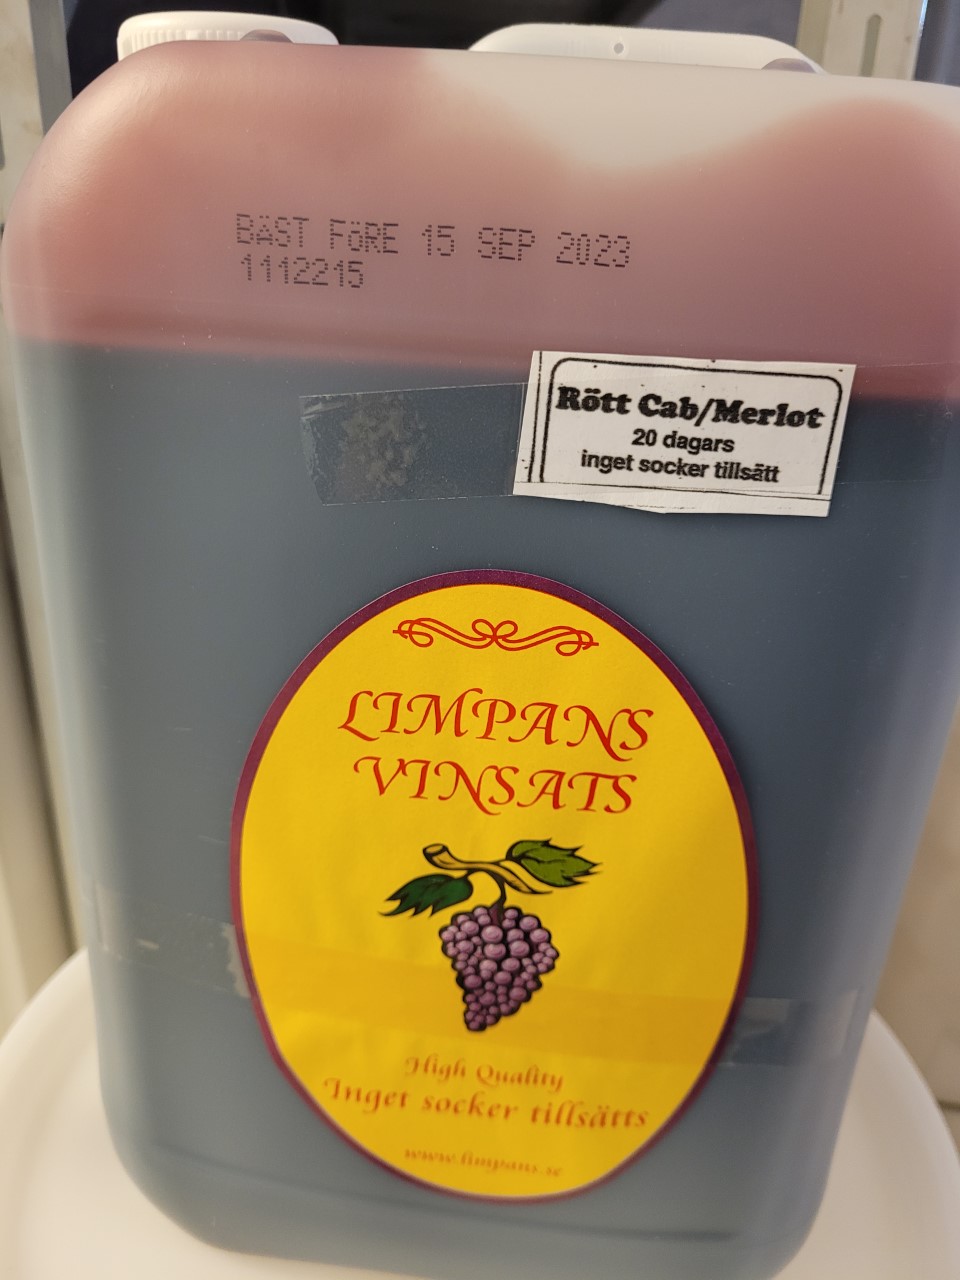 BÄST FÖRE 15 SEP 2023
1112215
Rött Cab/Merlot
20 dagars
inget socker tillsätt
LIMPANS
VINSATS
High Quality
Inget socker tillsätts
www.limpans.se